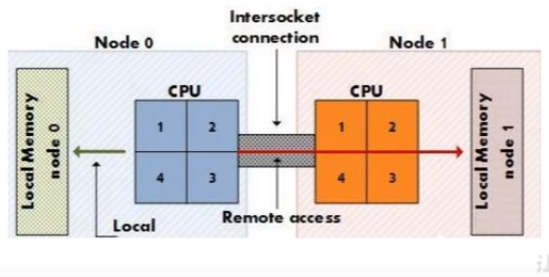 Intersocket
connection
Node 0
Node 1
CPU
CPU
Local Memory
node 0
1 2
4 3
1 2
4 3
Local Memory
node 1
Local
Remote access